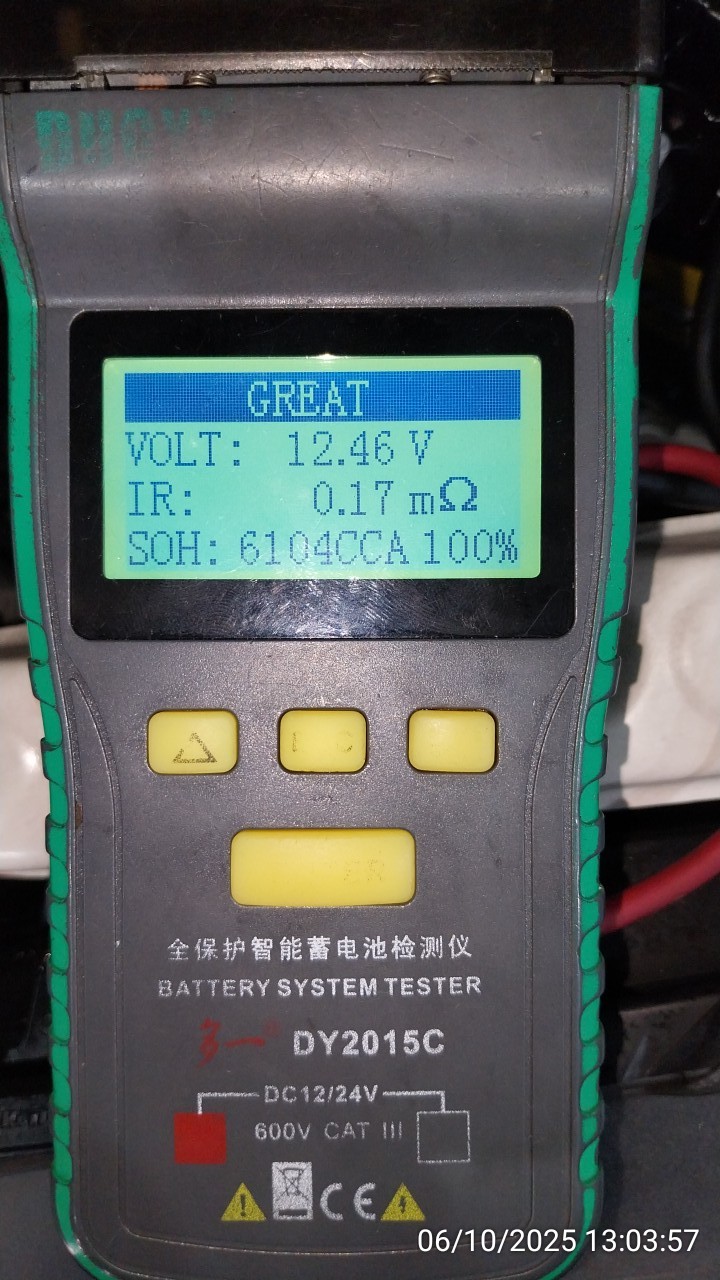 GREAT
VOLT: 12.46 V
IR: 0.17 mΩ
SOH: 6104CCA 100%
全保护智能蓄电池检测仪
BATTERY SYSTEM TESTER
多一® DY2015C
DC12/24V
600V CAT III
CE
06/10/2025 13:03:57